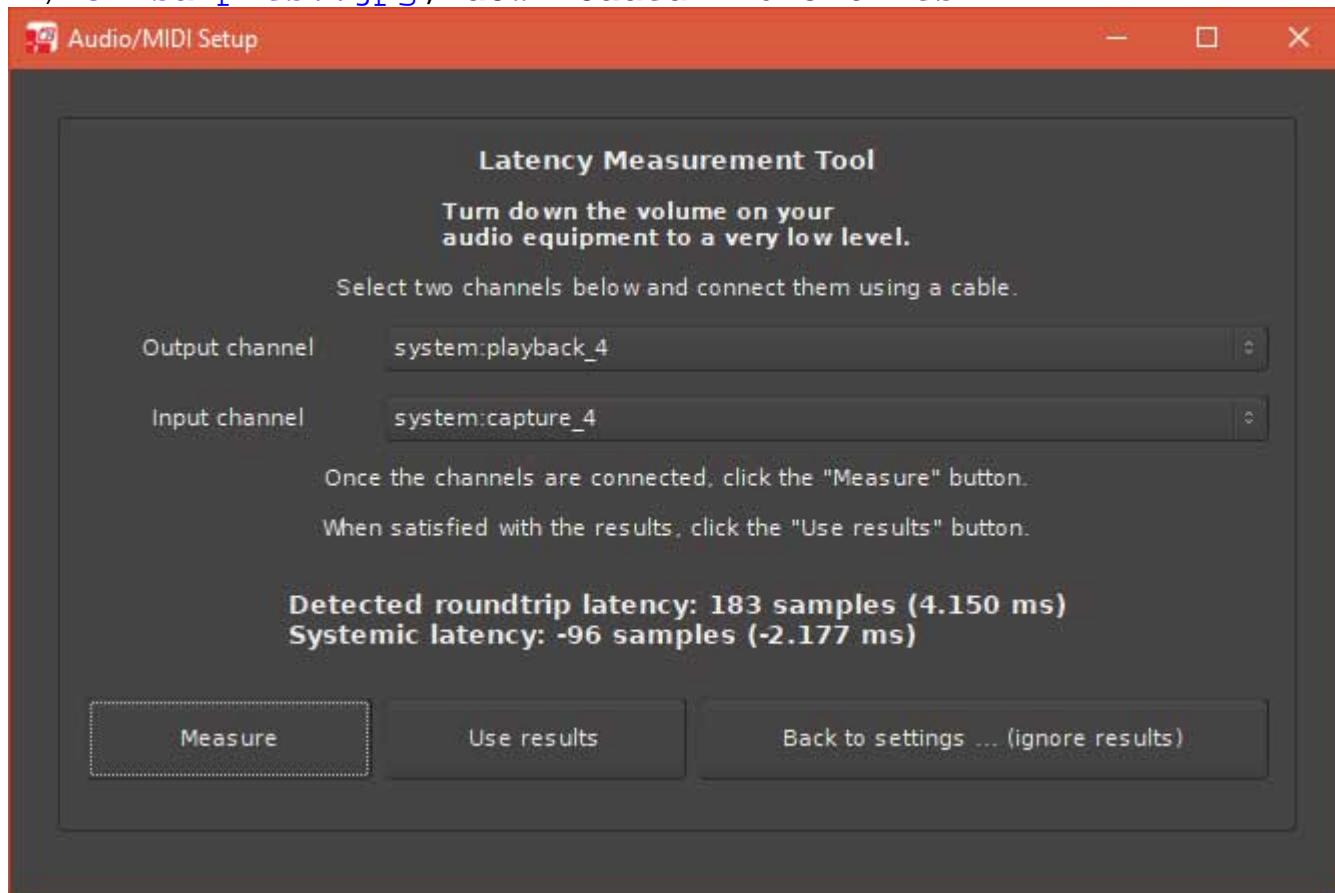 Audio/MIDI Setup
Latency Measurement Tool
Turn down the volume on your
audio equipment to a very low level.
Select two channels below and connect them using a cable.
Output channel system:playback_4
Input channel system:capture_4
Once the channels are connected, click the "Measure" button.
When satisfied with the results, click the "Use results" button.
Detected roundtrip latency: 183 samples (4.150 ms)
Systemic latency: -96 samples (-2.177 ms)
Measure Use results Back to settings ... (ignore results)